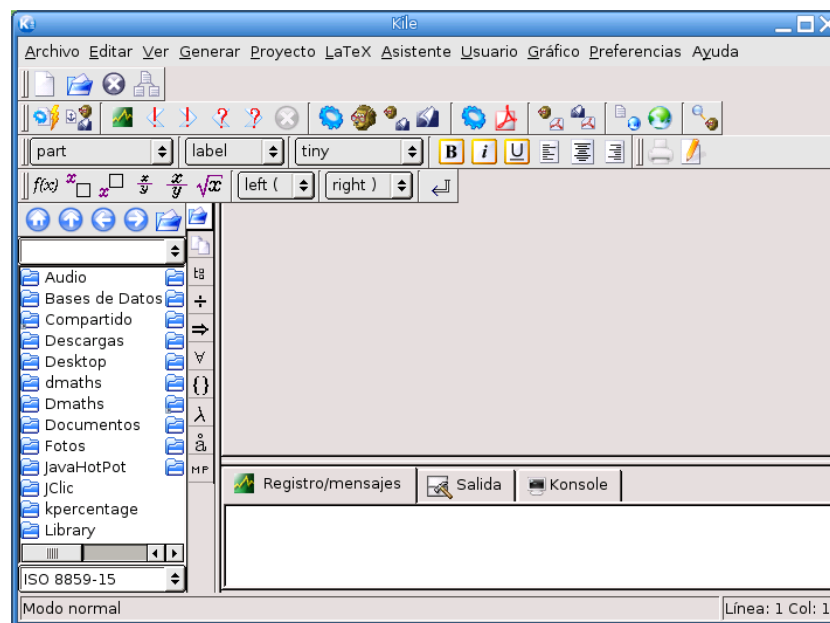 Kile
Archivo Editar Ver Generar Proyecto LaTeX Asistente Usuario Gráfico Preferencias Ayuda
part label tiny B i U
f(x) x x x/y x/y √x left ( right )
Audio
Bases de Datos
Compartido
Descargas
Desktop
dmaths
Dmaths
Documentos
Fotos
JavaHotPot
JClic
kpercentage
Library
ISO 8859-15
÷
⇒
∀
{}
λ
å
MP
Registro/mensajes Salida Konsole
Modo normal Línea: 1 Col: 1